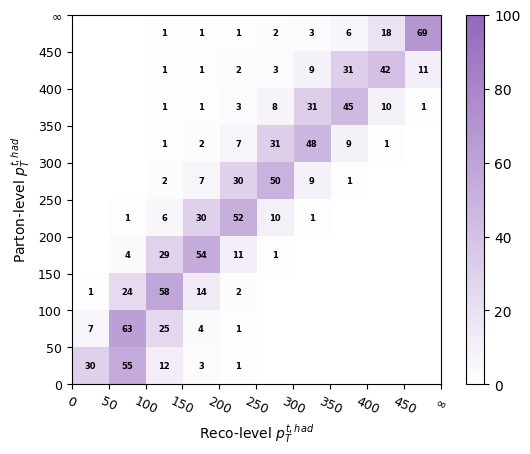 ∞
1 1 1 2 3 6 18 69
450
1 1 2 3 9 31 42 11
400
1 1 3 8 31 45 10 1
350
1 2 7 31 48 9 1
300
2 7 30 50 9 1
250
1 6 30 52 10 1
200
4 29 54 11 1
150
1 24 58 14 2
100
7 63 25 4 1
50
30 55 12 3 1
0
0 50 100 150 200 250 300 350 400 450 ∞
Reco-level $p_T^{t,had}$
Parton-level $p_T^{t,had}$
100
80
60
40
20
0